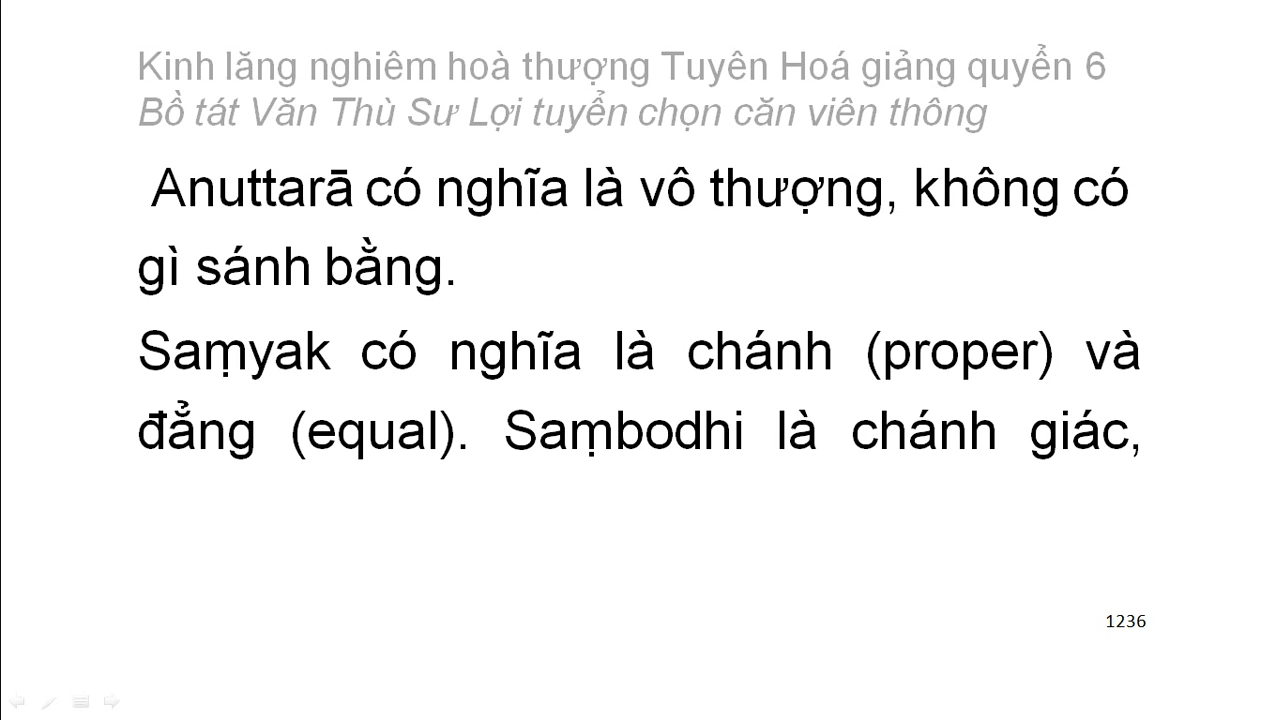 Kinh lăng nghiêm hoà thượng Tuyên Hoá giảng quyển 6
Bồ tát Văn Thù Sư Lợi tuyển chọn căn viên thông
Anuttarā có nghĩa là vô thượng, không có
gì sánh bằng.
Saṃyak có nghĩa là chánh (proper) và
đẳng (equal). Saṃbodhi là chánh giác,
1236